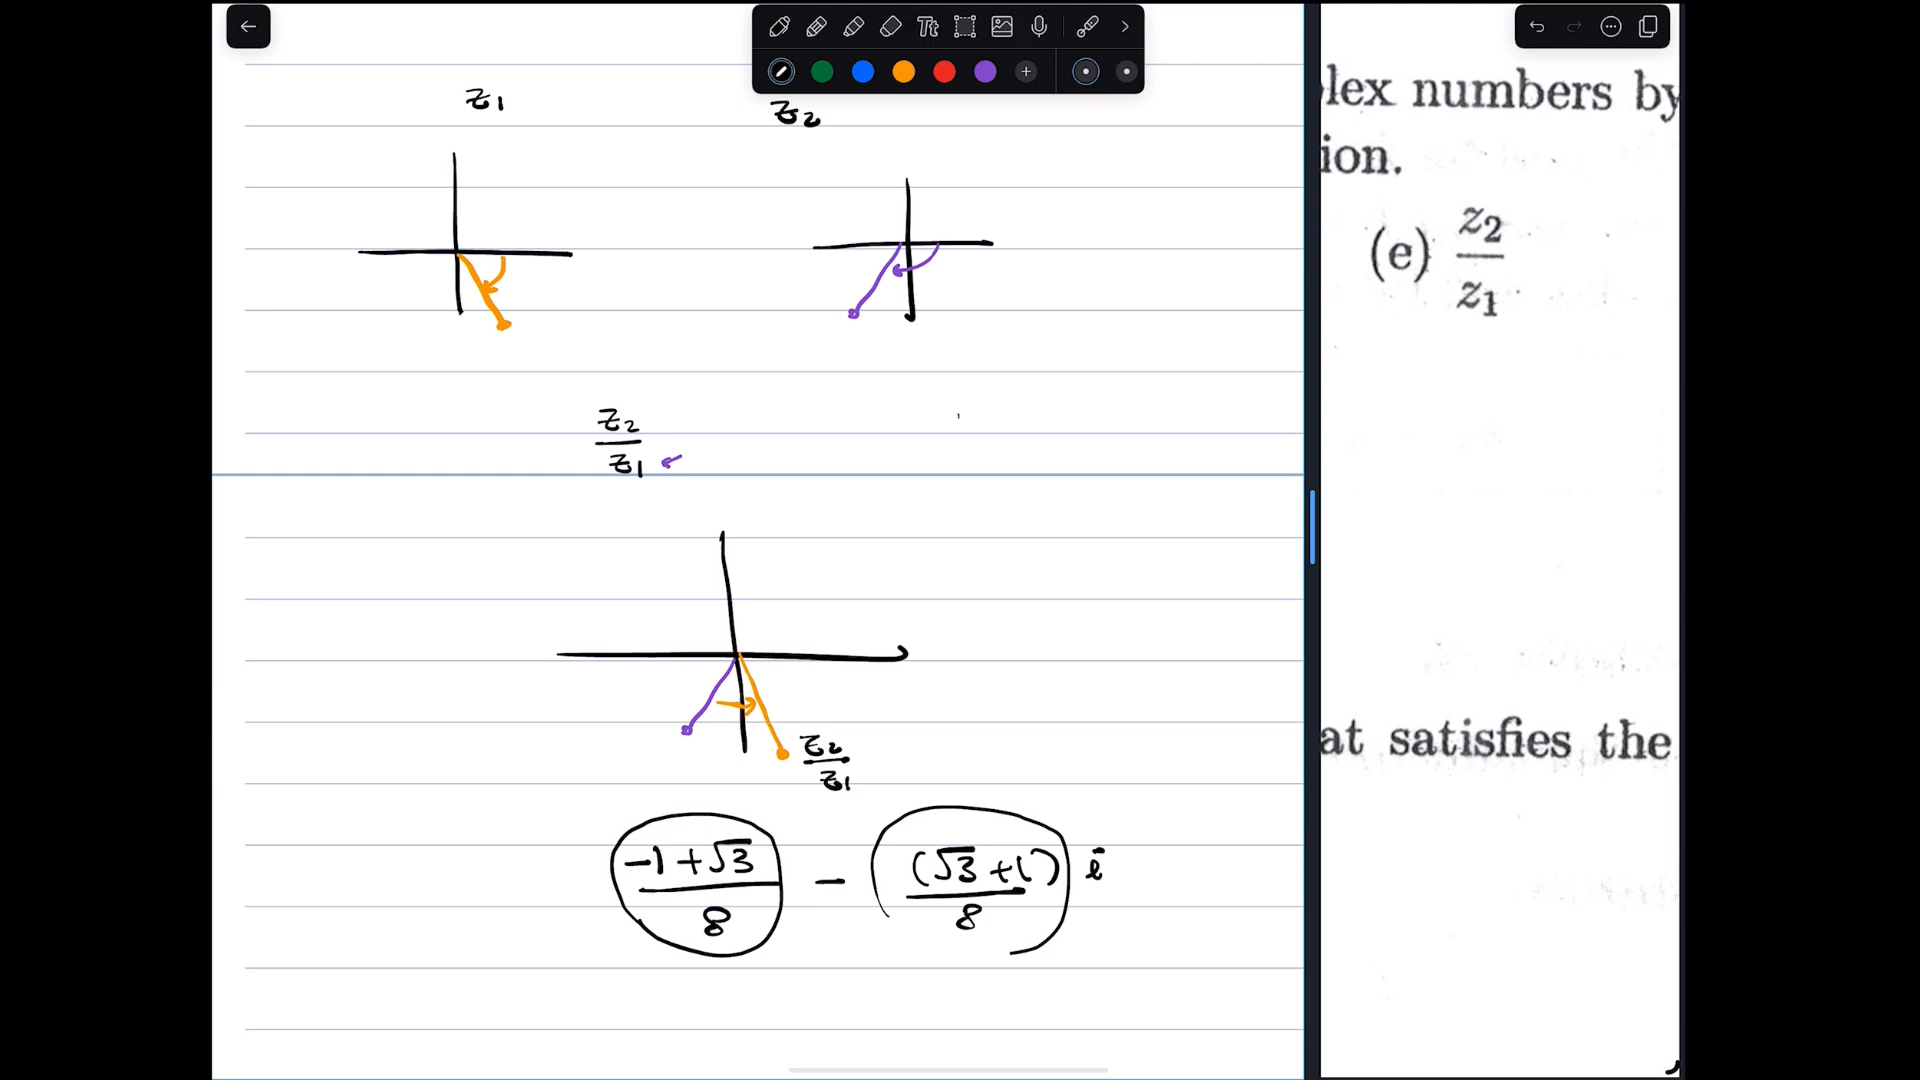 Tt
z1
z2
z2
z1
z2
z1
-1+√3
8
-
(√3+1) i
8
lex numbers by
ion.
(e) z2
z1
at satisfies the